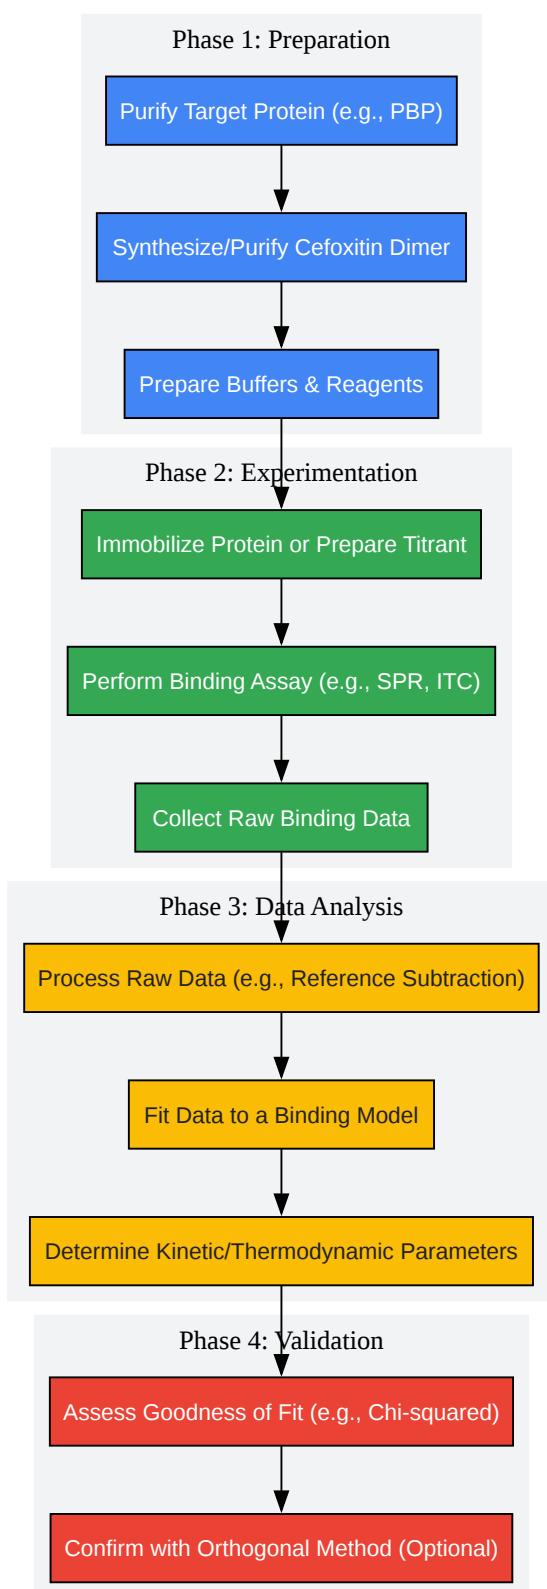 Phase 1: Preparation
Purify Target Protein (e.g., PBP)
Synthesize/Purify Cefoxitin Dimer
Prepare Buffers & Reagents
Phase 2: Experimentation
Immobilize Protein or Prepare Titrant
Perform Binding Assay (e.g., SPR, ITC)
Collect Raw Binding Data
Phase 3: Data Analysis
Process Raw Data (e.g., Reference Subtraction)
Fit Data to a Binding Model
Determine Kinetic/Thermodynamic Parameters
Phase 4: Validation
Assess Goodness of Fit (e.g., Chi-squared)
Confirm with Orthogonal Method (Optional)